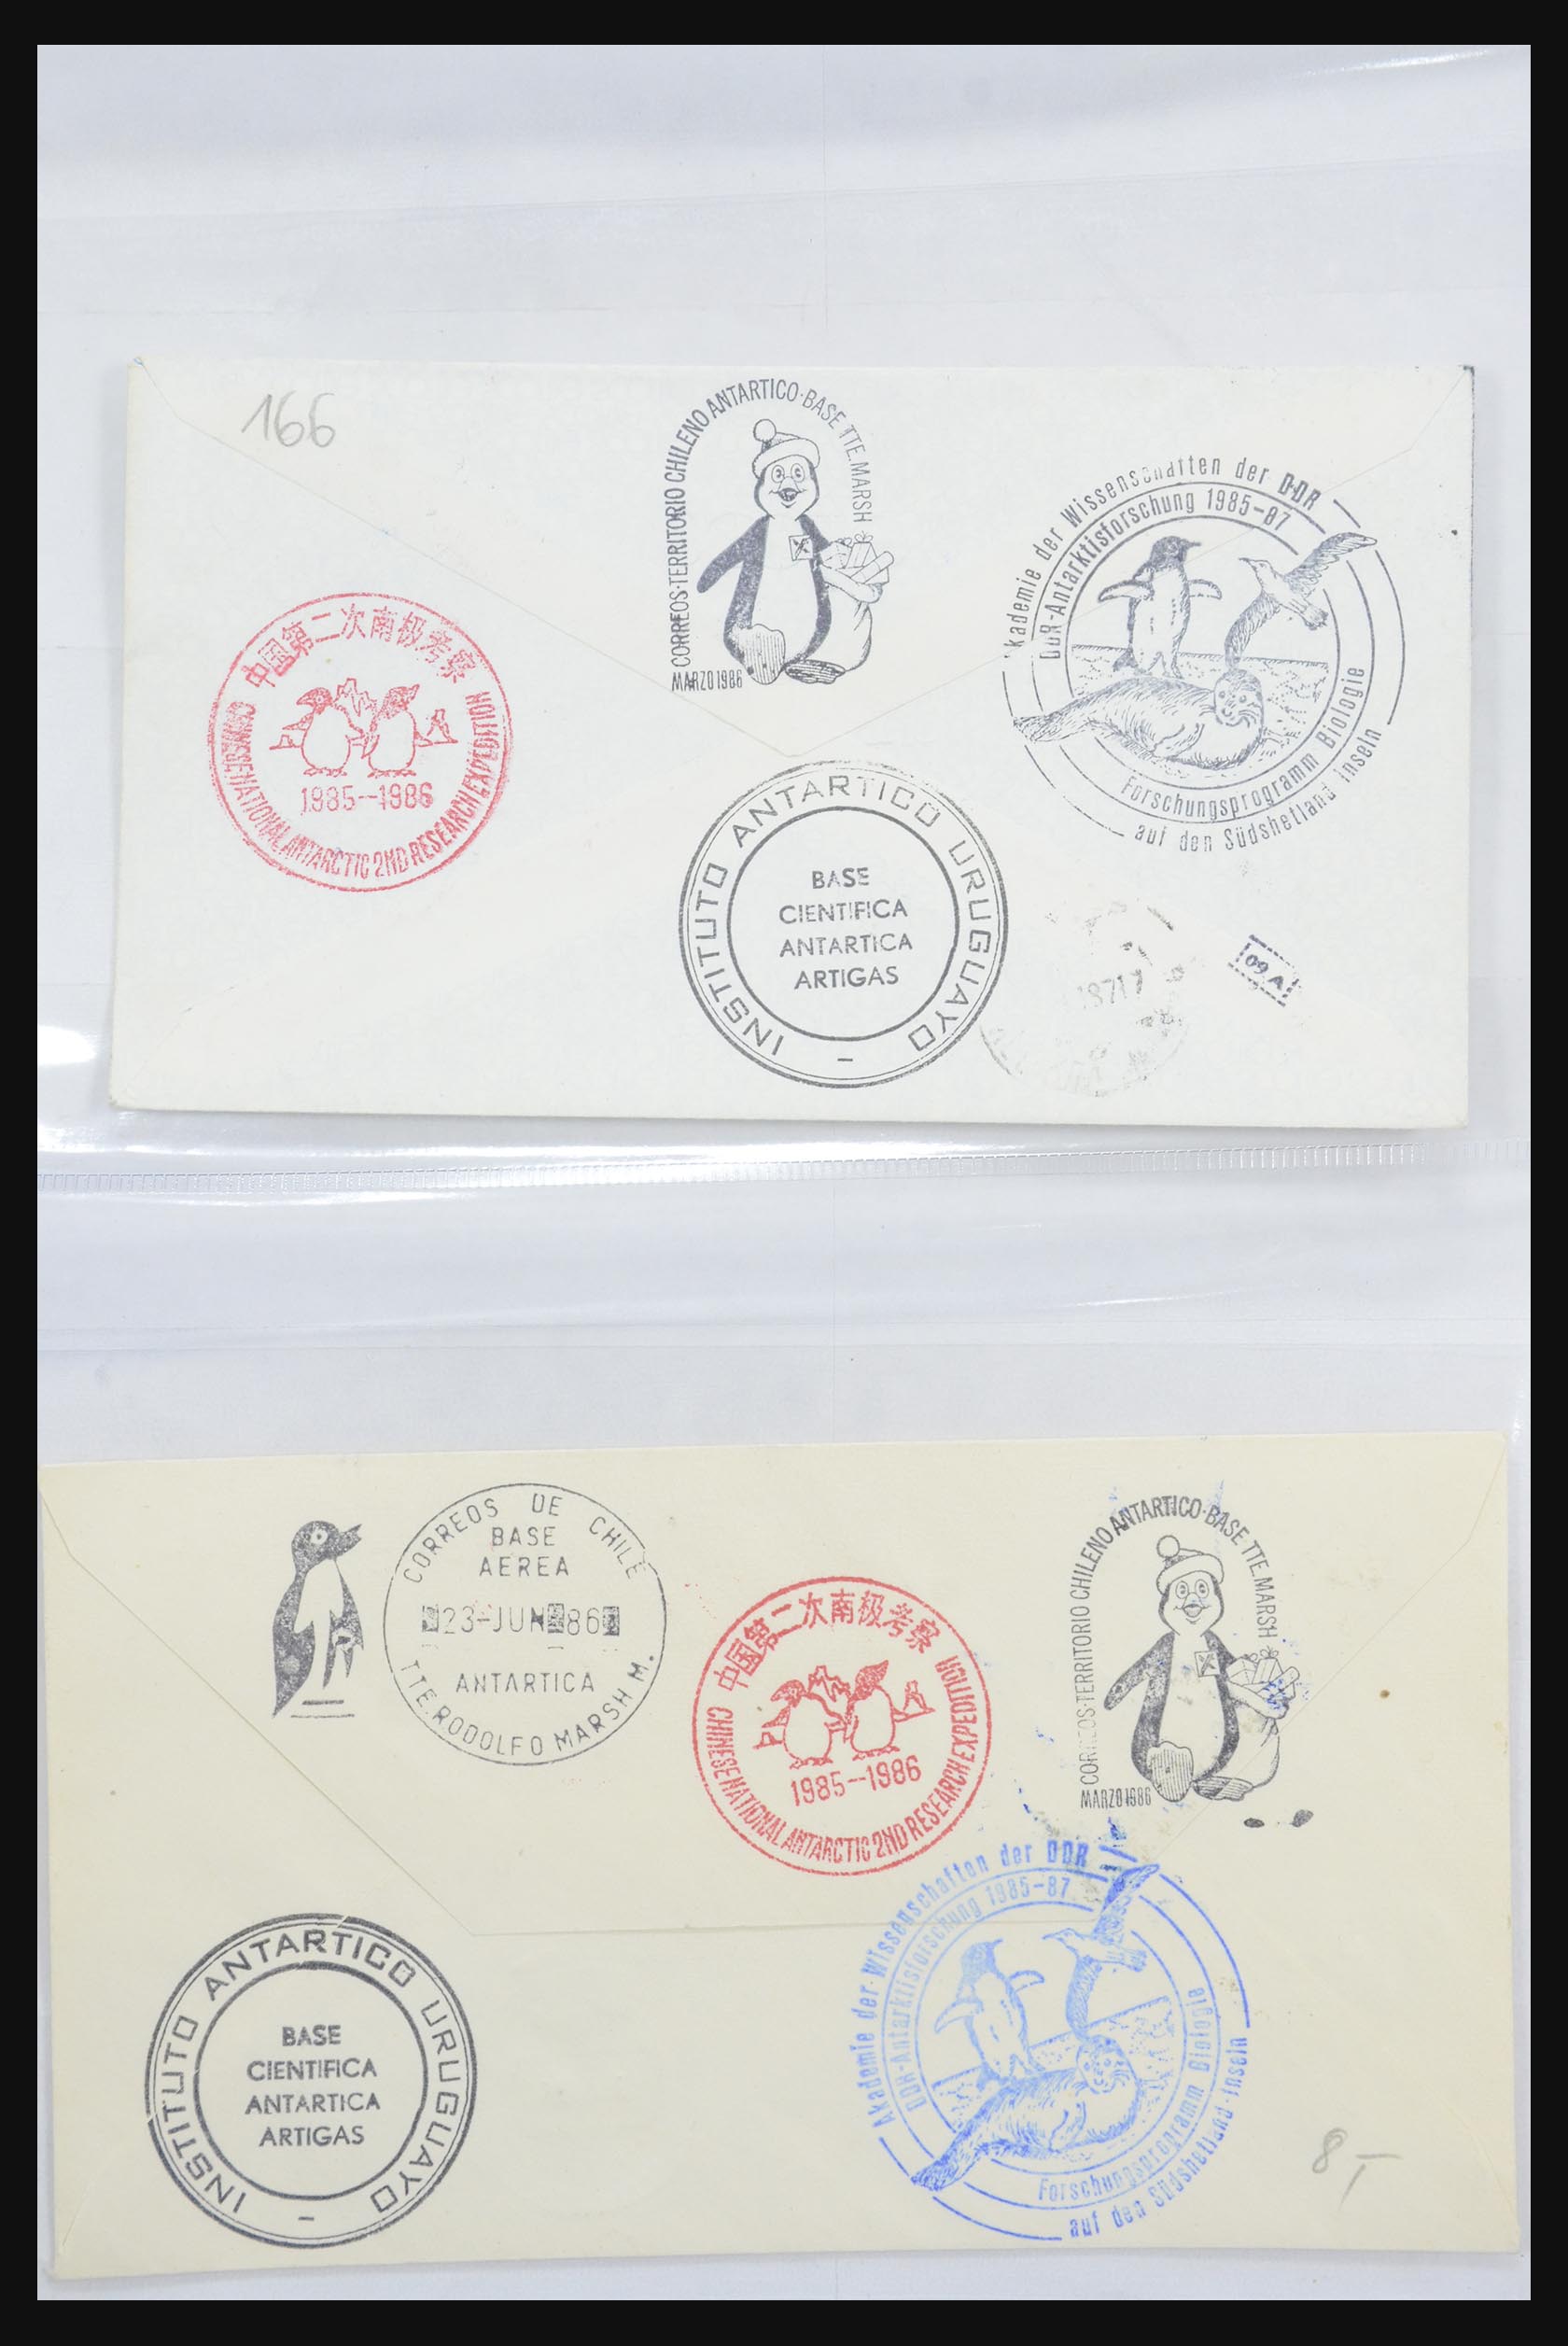 166
CORREOS·TERRITORIO CHILENO ANTARTICO·BASE TTE.MARSH
MARZO 1986
Akademie der Wissenschaften der DDR
DDR-Antarktisforschung 1985-87
Forschungsprogramm Biologie
auf den Südshetland Inseln
中国第二次南极考察
1985--1986
CHINESE NATIONAL ANTARCTIC 2ND RESEARCH EXPEDITION
INSTITUTO ANTARTICO URUGUAYO
BASE
CIENTIFICA
ANTARTICA
ARTIGAS
-
8717
09 A
CORREOS DE CHILE
BASE
AEREA
23-JUN 86
ANTARTICA
TTE.RODOLFO MARSH M.
中国第二次南极考察
1985--1986
CHINESE NATIONAL ANTARCTIC 2ND RESEARCH EXPEDITION
CORREOS·TERRITORIO CHILENO ANTARTICO·BASE TTE.MARSH
MARZO 1986
Akademie der Wissenschaften der DDR
DDR-Antarktisforschung 1985-87
Forschungsprogramm Biologie
auf den Südshetland-Inseln
INSTITUTO ANTARTICO URUGUAYO
BASE
CIENTIFICA
ANTARTICA
ARTIGAS
-
8T